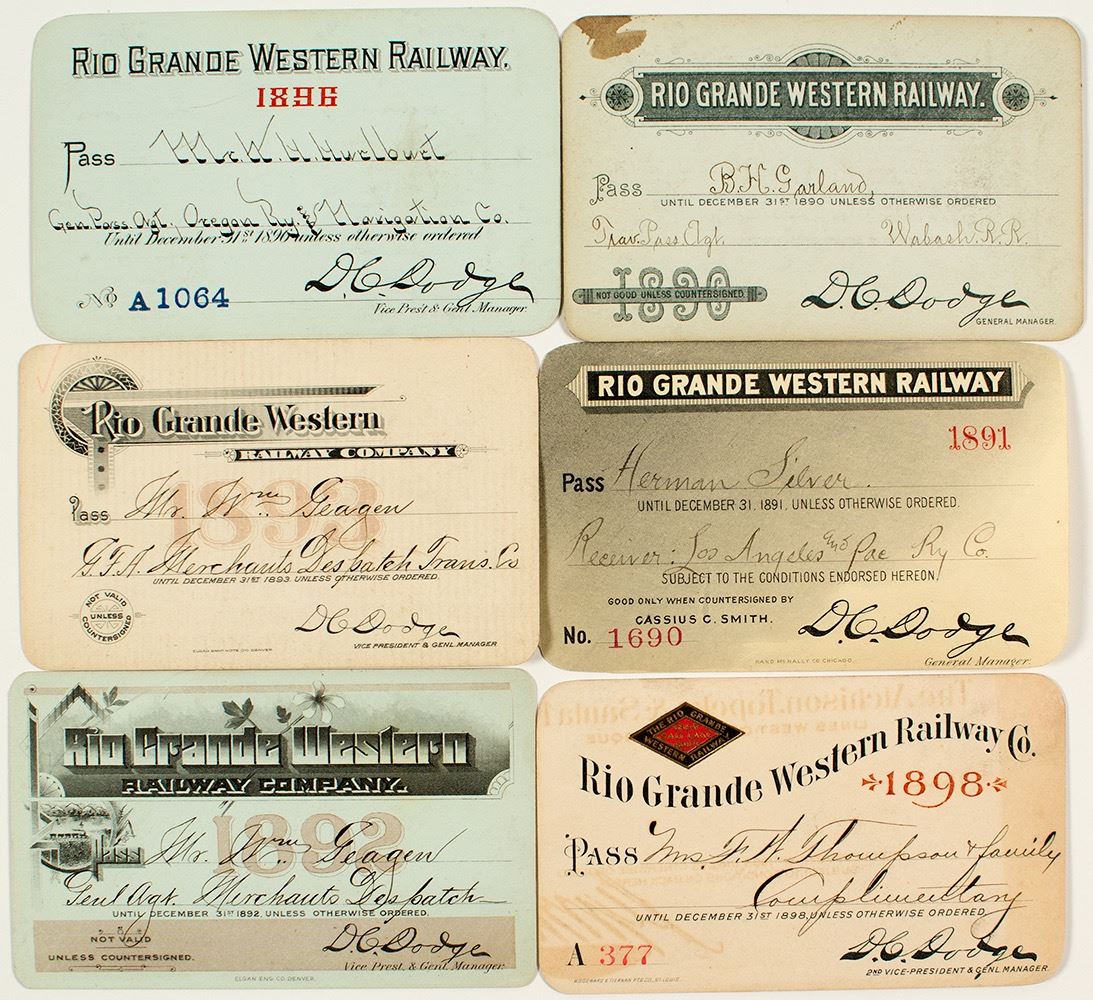 RIO GRANDE WESTERN RAILWAY.
1896
Pass Mr. W. H. Hurlburt
Gen. Pass. Agt., Oregon Ry. & Navigation Co.
Until December 31st 1896 unless otherwise ordered
No A1064
D.C. Dodge
Vice Prest & Genl. Manager.
RIO GRANDE WESTERN RAILWAY.
Pass B.H. Garland,
UNTIL DECEMBER 31ST 1890 UNLESS OTHERWISE ORDERED
Trav. Pass. Agt. Wabash. R.R.
1890
NOT GOOD UNLESS COUNTERSIGNED.
D.C. Dodge
GENERAL MANAGER.
Rio Grande Western
RAILWAY COMPANY
1893
Pass Mr. Wm. Geagen
G.F.A. Merchants Despatch Trans. Co
UNTIL DECEMBER 31ST 1893. UNLESS OTHERWISE ORDERED.
NOT VALID
UNLESS
COUNTERSIGNED
D.C. Dodge
VICE PRESIDENT & GENL. MANAGER
RIO GRANDE WESTERN RAILWAY
1891
Pass Herman Silver.
UNTIL DECEMBER 31. 1891, UNLESS OTHERWISE ORDERED.
Receiver: Los Angeles and Pac Ry Co.
SUBJECT TO THE CONDITIONS ENDORSED HEREON.
GOOD ONLY WHEN COUNTERSIGNED BY
CASSIUS C. SMITH.
No. 1690
D.C. Dodge
General Manager.
RAND MCNALLY CO CHICAGO.
Rio Grande Western
RAILWAY COMPANY.
1892
Pass Mr. Wm. Geagen
Genl Agt. Merchants Despatch
UNTIL DECEMBER 31ST 1892, UNLESS OTHERWISE ORDERED.
NOT VALID
UNLESS COUNTERSIGNED.
D.C. Dodge
Vice Prest. & Genl. Manager
ELGAN ENG CO. DENVER.
THE RIO GRANDE
WESTERN RAILWAY
Rio Grande Western Railway Co.
1898
PASS Mrs. F. A. Thompson & family
Complimentary
UNTIL DECEMBER 31ST 1898, UNLESS OTHERWISE ORDERED
A 377
D.C. Dodge
2ND VICE-PRESIDENT & GENL. MANAGER.
WOODWARD & TIERNAN PTG CO., ST. LOUIS.